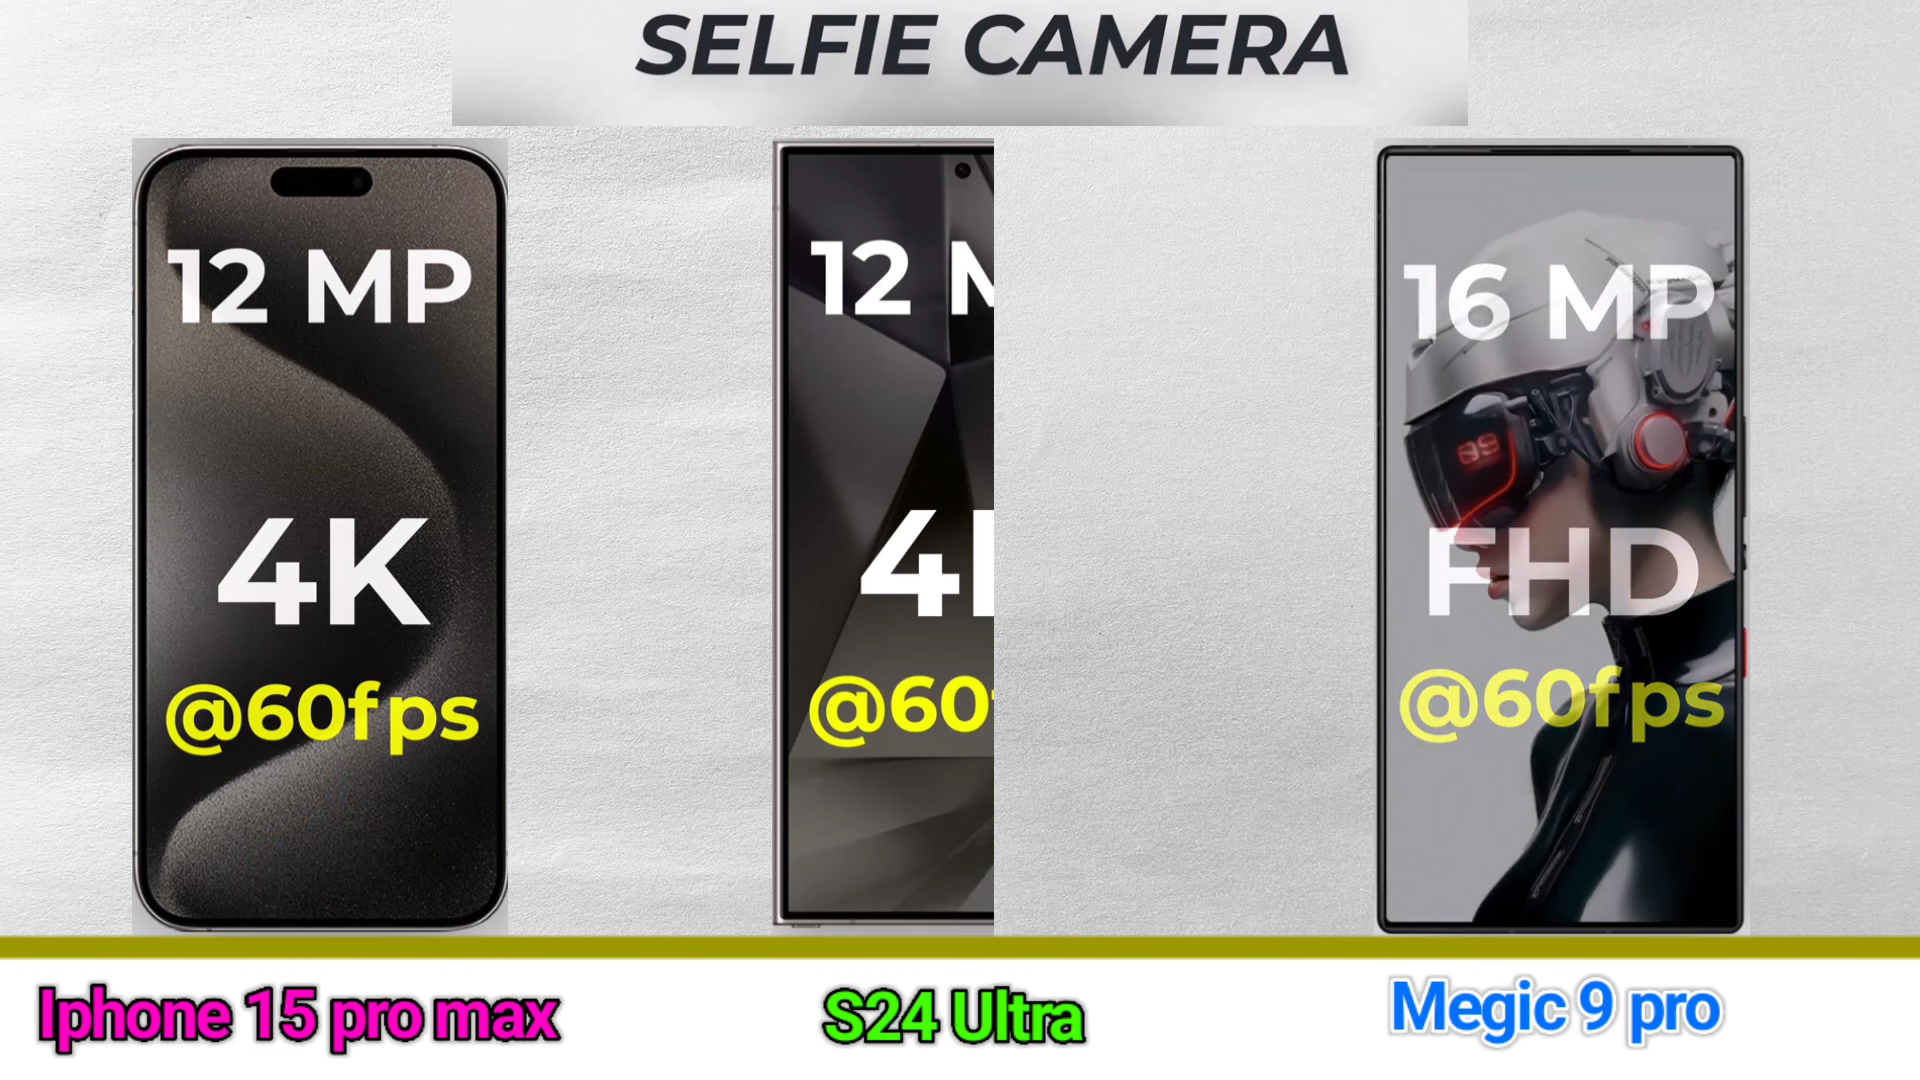 SELFIE CAMERA
12 MP
4K
@60fps
12 M
4
@60
16 MP
FHD
@60fps
09
Iphone 15 pro max
S24 Ultra
Megic 9 pro